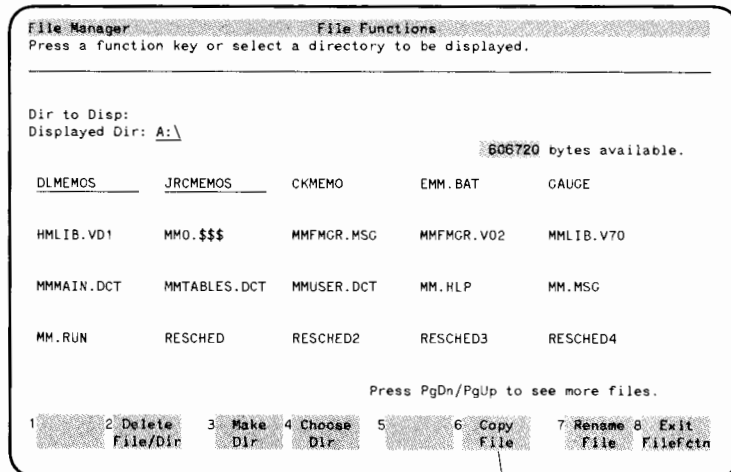 File Manager File Functions
Press a function key or select a directory to be displayed.
Dir to Disp:
Displayed Dir: A:\
606720 bytes available.
DLMEMOS JRCMEMOS CKMEMO EMM.BAT GAUGE
HMLIB.VD1 MMO.$$$ MMFMGR.MSG MMFMGR.V02 MMLIB.V70
MMMAIN.DCT MMTABLES.DCT MMUSER.DCT MM.HLP MM.MSG
MM.RUN RESCHED RESCHED2 RESCHED3 RESCHED4
Press PgDn/PgUp to see more files.
1 2 Delete 3 Make 4 Choose 5 6 Copy 7 Rename 8 Exit
File/Dir Dir Dir File File FileFctn